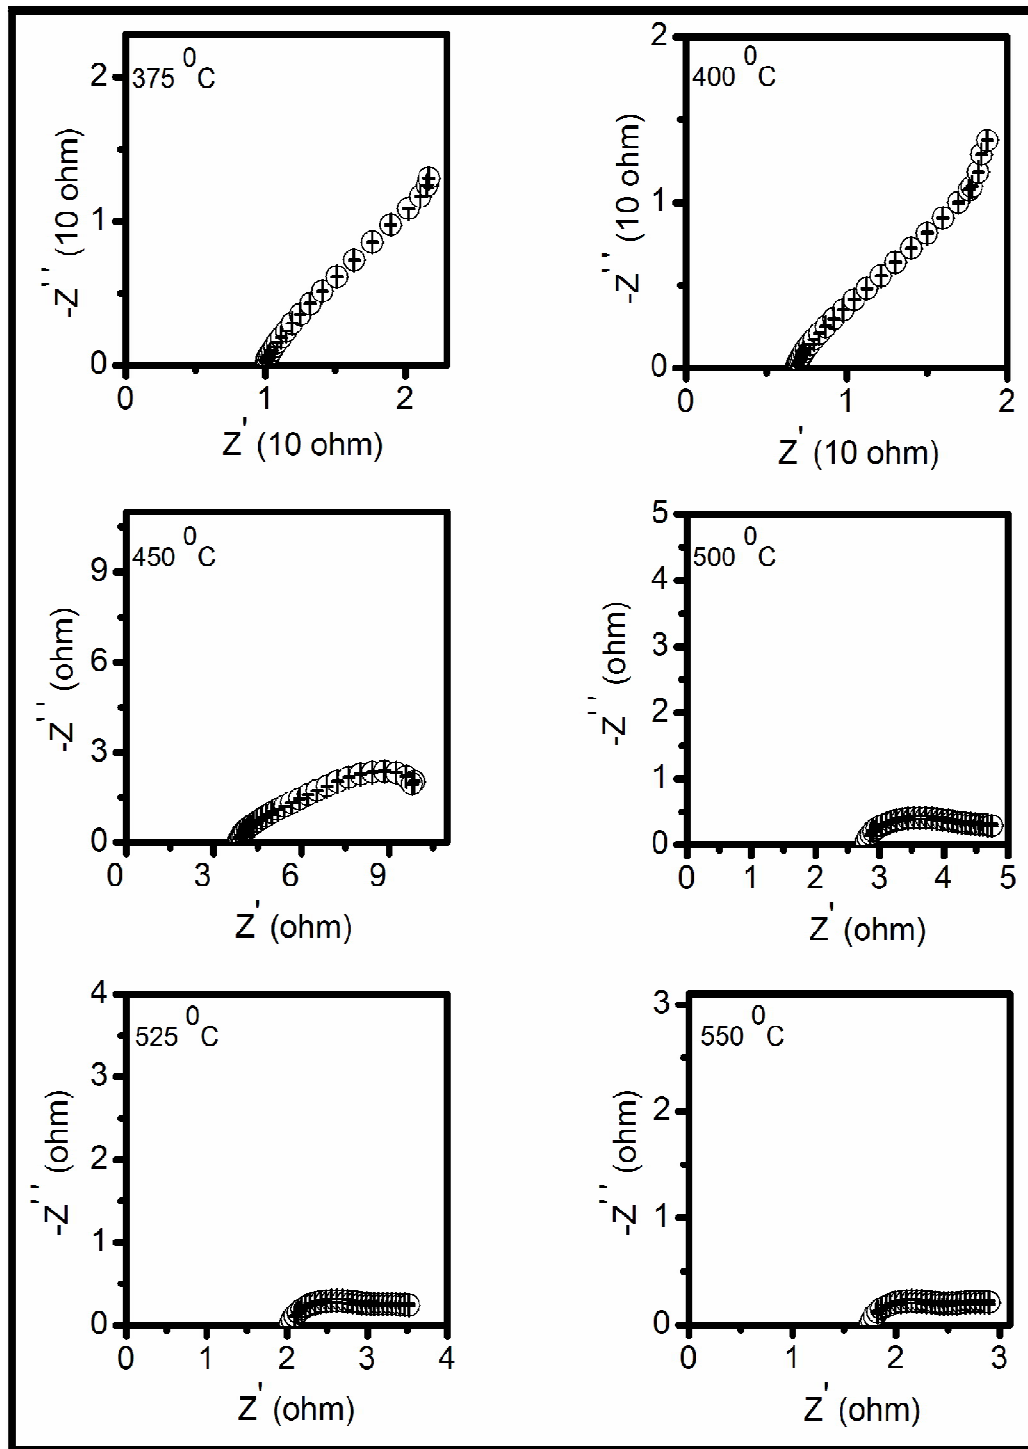 375 ⁰C
2
1
0
0 1 2
-Z'' (10 ohm)
Z' (10 ohm)
400 ⁰C
2
1
0
0 1 2
-Z'' (10 ohm)
Z' (10 ohm)
450 ⁰C
9
6
3
0
0 3 6 9
-Z'' (ohm)
Z' (ohm)
500 ⁰C
5
4
3
2
1
0
0 1 2 3 4 5
-Z'' (ohm)
Z' (ohm)
525 ⁰C
4
3
2
1
0
0 1 2 3 4
-Z'' (ohm)
Z' (ohm)
550 ⁰C
3
2
1
0
0 1 2 3
-Z'' (ohm)
Z' (ohm)